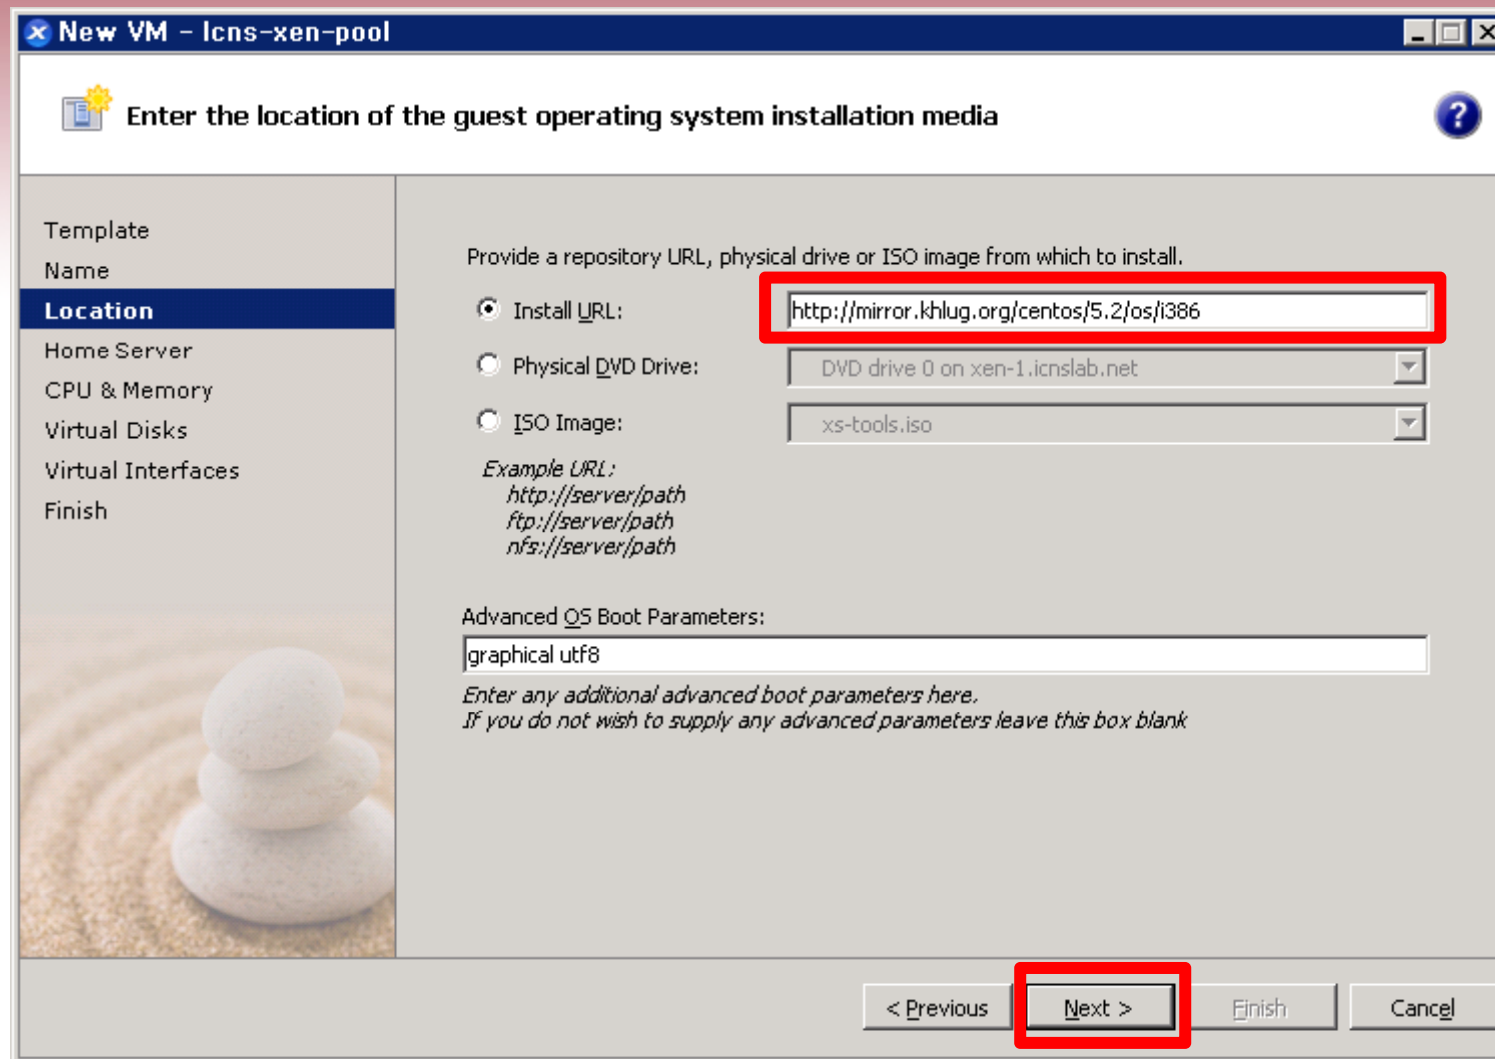 New VM - Icns-xen-pool
Enter the location of the guest operating system installation media
?
Template
Name
Location
Home Server
CPU & Memory
Virtual Disks
Virtual Interfaces
Finish
Provide a repository URL, physical drive or ISO image from which to install.
Install URL: http://mirror.khlug.org/centos/5.2/os/i386
Physical DVD Drive: DVD drive 0 on xen-1.icnslab.net
ISO Image: xs-tools.iso
Example URL:
http://server/path
ftp://server/path
nfs://server/path
Advanced OS Boot Parameters:
graphical utf8
Enter any additional advanced boot parameters here.
If you do not wish to supply any advanced parameters leave this box blank
< Previous Next > Finish Cancel